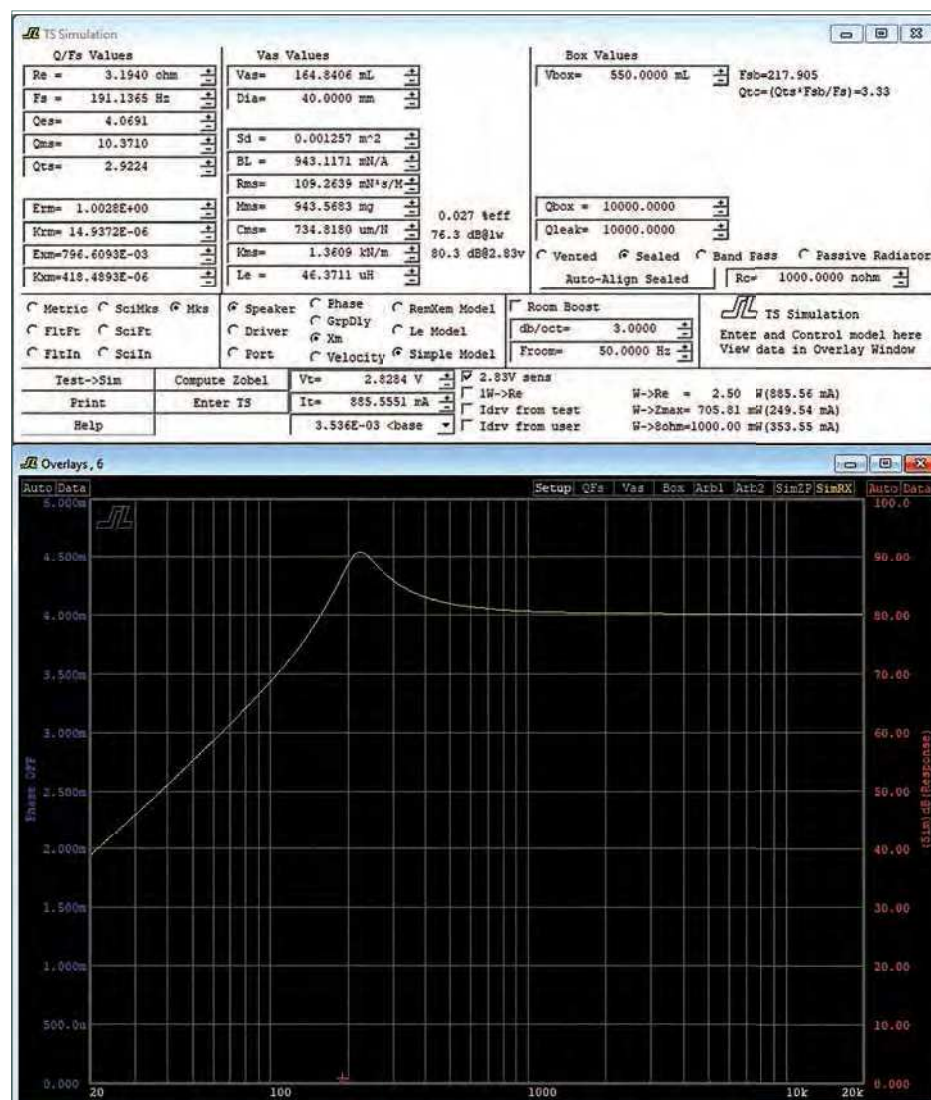 TS Simulation
Q/Fs Values
Re = 3.1940 ohm
Fs = 191.1365 Hz
Qes= 4.0691
Qms= 10.3710
Qts= 2.9224
Erm= 1.0028E+00
Krm= 14.9372E-06
Exm=796.6093E-03
Kxm=418.4893E-06
Vas Values
Vas= 164.8406 mL
Dia= 40.0000 mm
Sd = 0.001257 m^2
BL = 943.1171 mN/A
Rms= 109.2639 mN*s/M
Mms= 943.5683 mg
Cms= 734.8180 um/N
Kms= 1.3609 kN/m
Le = 46.3711 uH
0.027 %eff
76.3 dB@1w
80.3 dB@2.83v
Box Values
Vbox= 550.0000 mL
Fsb=217.905
Qtc=(Qts*Fsb/Fs)=3.33
Qbox = 10000.0000
Qleak= 10000.0000
Vented Sealed Band Pass Passive Radiator
Auto-Align Sealed
Rc= 1000.0000 nohm
Metric SciMks Mks
FltFt SciFt
FltIn SciIn
Speaker
Driver
Port
Phase
GrpDly
Xm
Velocity
RemXem Model
Le Model
Simple Model
Room Boost
db/oct= 3.0000
Froom= 50.0000 Hz
TS Simulation
Enter and Control model here
View data in Overlay Window
Test->Sim
Compute Zobel
Print
Enter TS
Help
Vt= 2.8284 V
It= 885.5551 mA
3.536E-03 <base
2.83V sens
1W->Re
Idrv from test
Idrv from user
W->Re = 2.50 W(885.56 mA)
W->Zmax= 705.81 mW(249.54 mA)
W->8ohm=1000.00 mW(353.55 mA)
Overlays, 6
Auto Data
Setup QFs Vas Box Arb1 Arb2 SimZP SimRX Auto Data
5.000m
4.500m
4.000m
3.500m
3.000m
2.500m
2.000m
1.500m
1.000m
500.0u
0.000
Phase OFF
100.0
90.00
80.00
70.00
60.00
50.00
40.00
30.00
20.00
10.00
0.000
(Sim)dB(Response)
20 100 1000 10k 20k